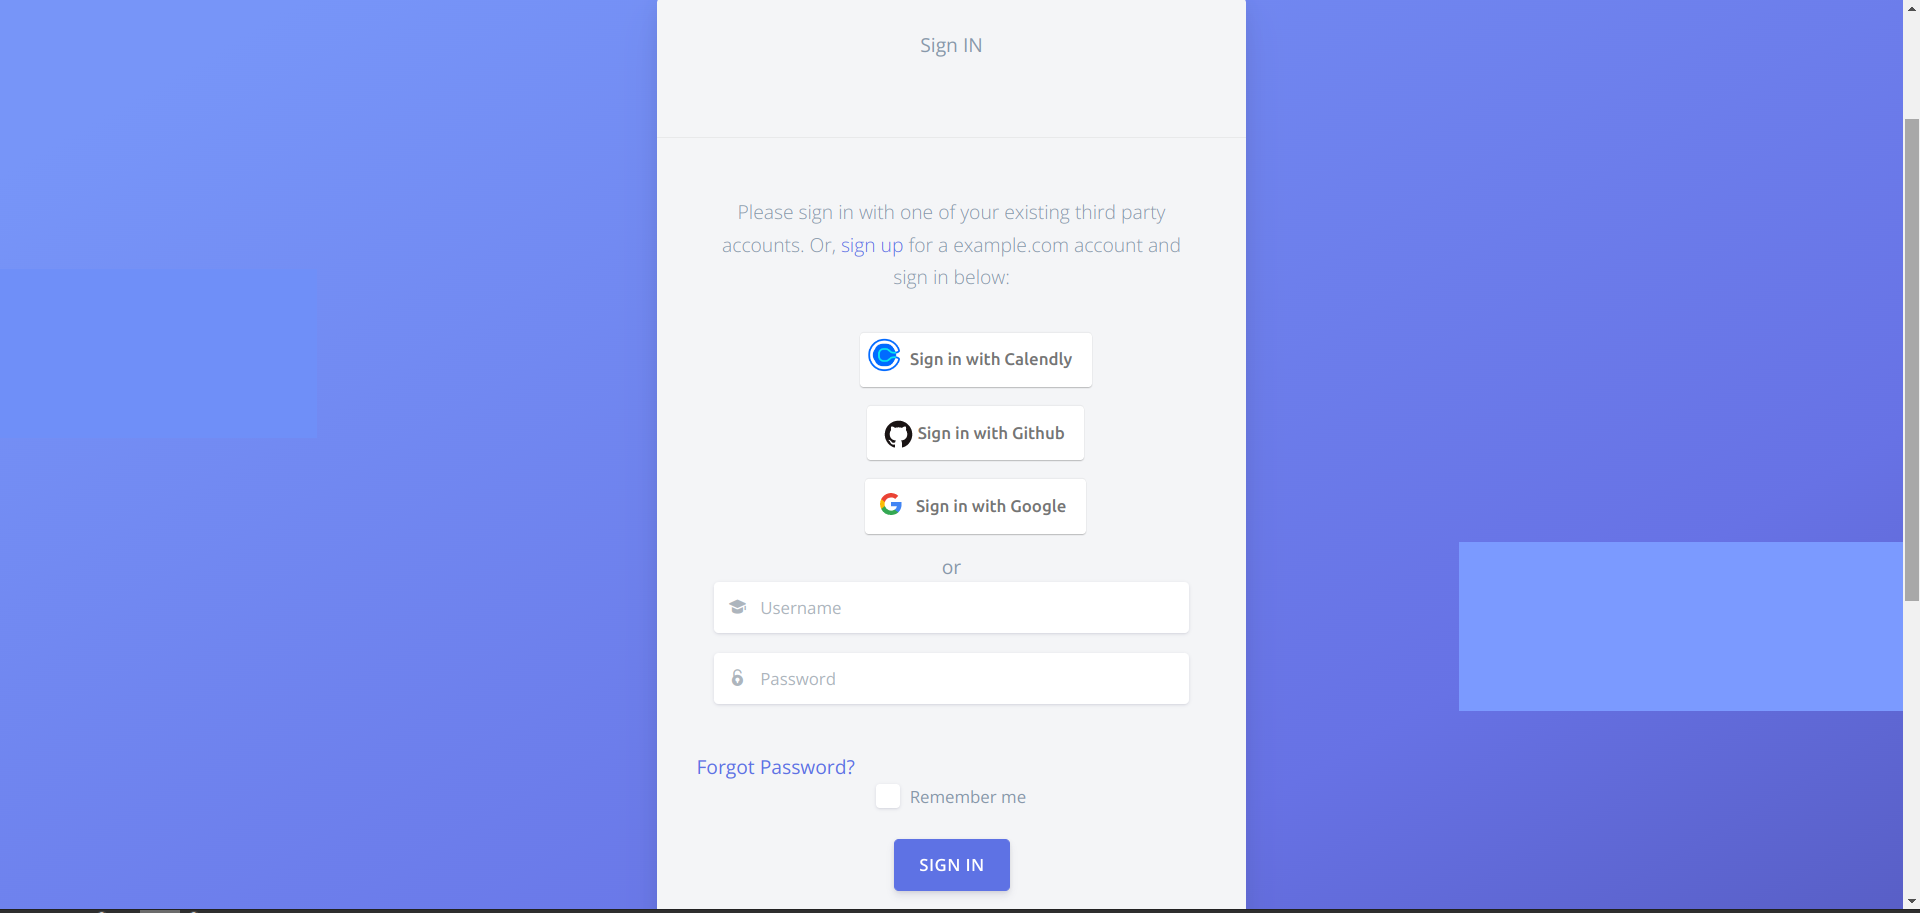 Sign IN
Please sign in with one of your existing third party
accounts. Or, sign up for a example.com account and
sign in below:
Sign in with Calendly
Sign in with Github
Sign in with Google
or
Username
Password
Forgot Password?
Remember me
SIGN IN